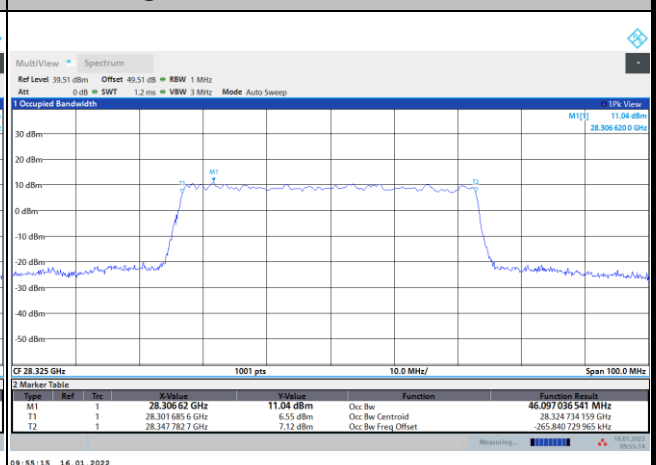 MultiView Spectrum
Ref Level 39.51 dBm Offset 49.51 dB RBW 1 MHz
Att 0 dB SWT 1.2 ms VBW 3 MHz Mode Auto Sweep
1 Occupied Bandwidth 1Pk View
M1[1] 11.04 dBm
28.306 620 0 GHz
30 dBm
20 dBm
M1
T1 T2
10 dBm
0 dBm
-10 dBm
-20 dBm
-30 dBm
-40 dBm
-50 dBm
CF 28.325 GHz 1001 pts 10.0 MHz/ Span 100.0 MHz
2 Marker Table
Type Ref Trc X-Value Y-Value Function Function Result
M1 1 28.306 62 GHz 11.04 dBm Occ Bw 46.097 036 541 MHz
T1 1 28.301 685 6 GHz 6.55 dBm Occ Bw Centroid 28.324 734 159 GHz
T2 1 28.347 782 7 GHz 7.12 dBm Occ Bw Freq Offset -265.840 729 965 kHz
Measuring...
09:55:15 16.01.2022